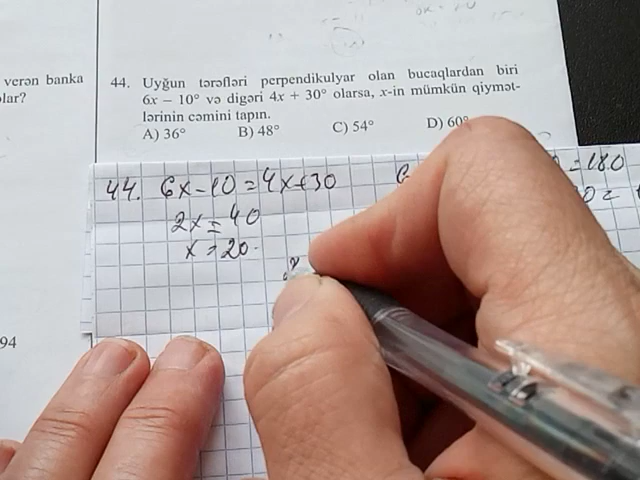 verən banka
lar?
44. Uyğun tərəfləri perpendikulyar olan bucaqlardan biri
6x – 10° və digəri 4x + 30° olarsa, x-in mümkün qiymət-
lərinin cəmini tapın.
A) 36° B) 48° C) 54° D) 60°
44. 6x-10=4x+30
=180
2x=40
x=20.
94